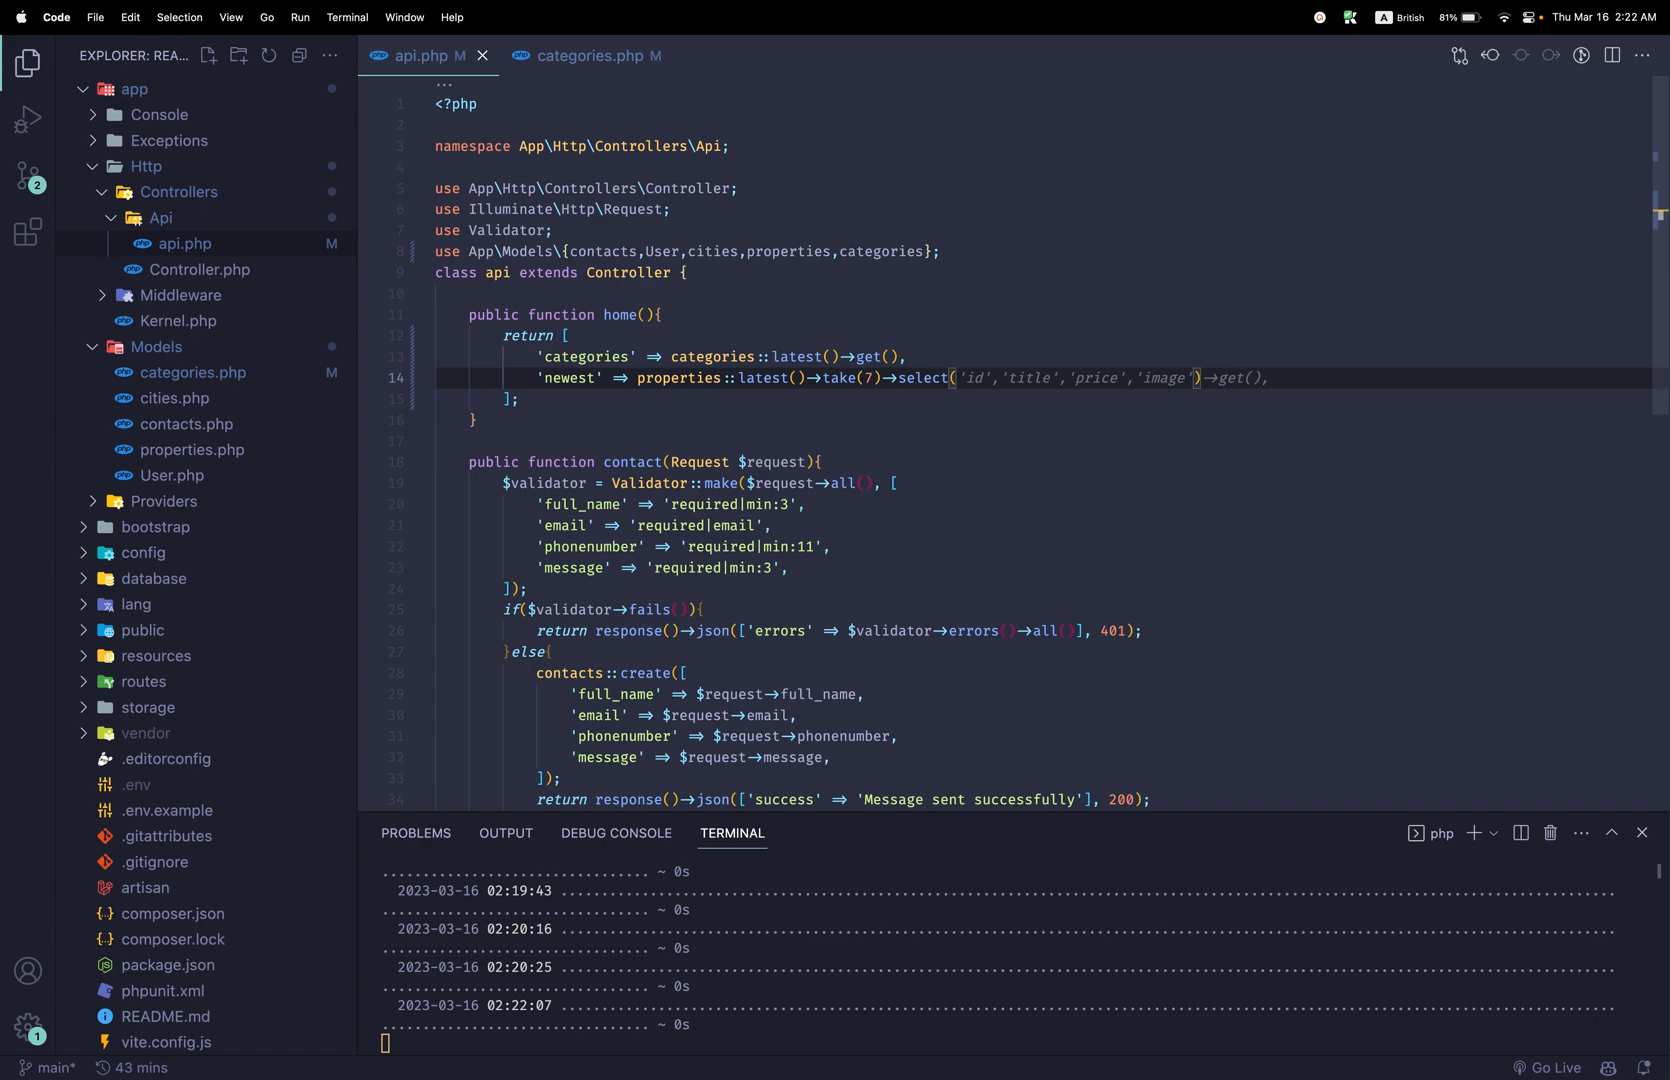 Code File Edit Selection View Go Run Terminal Window Help
A British 81% Thu Mar 16 2:22 AM
EXPLORER: REA...
app
Console
Exceptions
Http
Controllers
Api
api.php M
Controller.php
Middleware
Kernel.php
Models
categories.php M
cities.php
contacts.php
properties.php
User.php
Providers
bootstrap
config
database
lang
public
resources
routes
storage
vendor
.editorconfig
.env
.env.example
.gitattributes
.gitignore
artisan
composer.json
composer.lock
package.json
phpunit.xml
README.md
vite.config.js
2
1
api.php M
categories.php M
...
1 <?php
2
3 namespace App\Http\Controllers\Api;
4
5 use App\Http\Controllers\Controller;
6 use Illuminate\Http\Request;
7 use Validator;
8 use App\Models\{contacts,User,cities,properties,categories};
9 class api extends Controller {
10
11 public function home(){
12 return [
13 'categories' => categories::latest()->get(),
14 'newest' => properties::latest()->take(7)->select('id','title','price','image')->get(),
15 ];
16 }
17
18 public function contact(Request $request){
19 $validator = Validator::make($request->all(), [
20 'full_name' => 'required|min:3',
21 'email' => 'required|email',
22 'phonenumber' => 'required|min:11',
23 'message' => 'required|min:3',
24 ]);
25 if($validator->fails()){
26 return response()->json(['errors' => $validator->errors()->all()], 401);
27 }else{
28 contacts::create([
29 'full_name' => $request->full_name,
30 'email' => $request->email,
31 'phonenumber' => $request->phonenumber,
32 'message' => $request->message,
33 ]);
34 return response()->json(['success' => 'Message sent successfully'], 200);
PROBLEMS OUTPUT DEBUG CONSOLE TERMINAL
php
................................ ~ 0s
2023-03-16 02:19:43 ................................................................
................................ ~ 0s
2023-03-16 02:20:16 ................................................................
................................ ~ 0s
2023-03-16 02:20:25 ................................................................
................................ ~ 0s
2023-03-16 02:22:07 ................................................................
................................ ~ 0s
main* 43 mins
Go Live